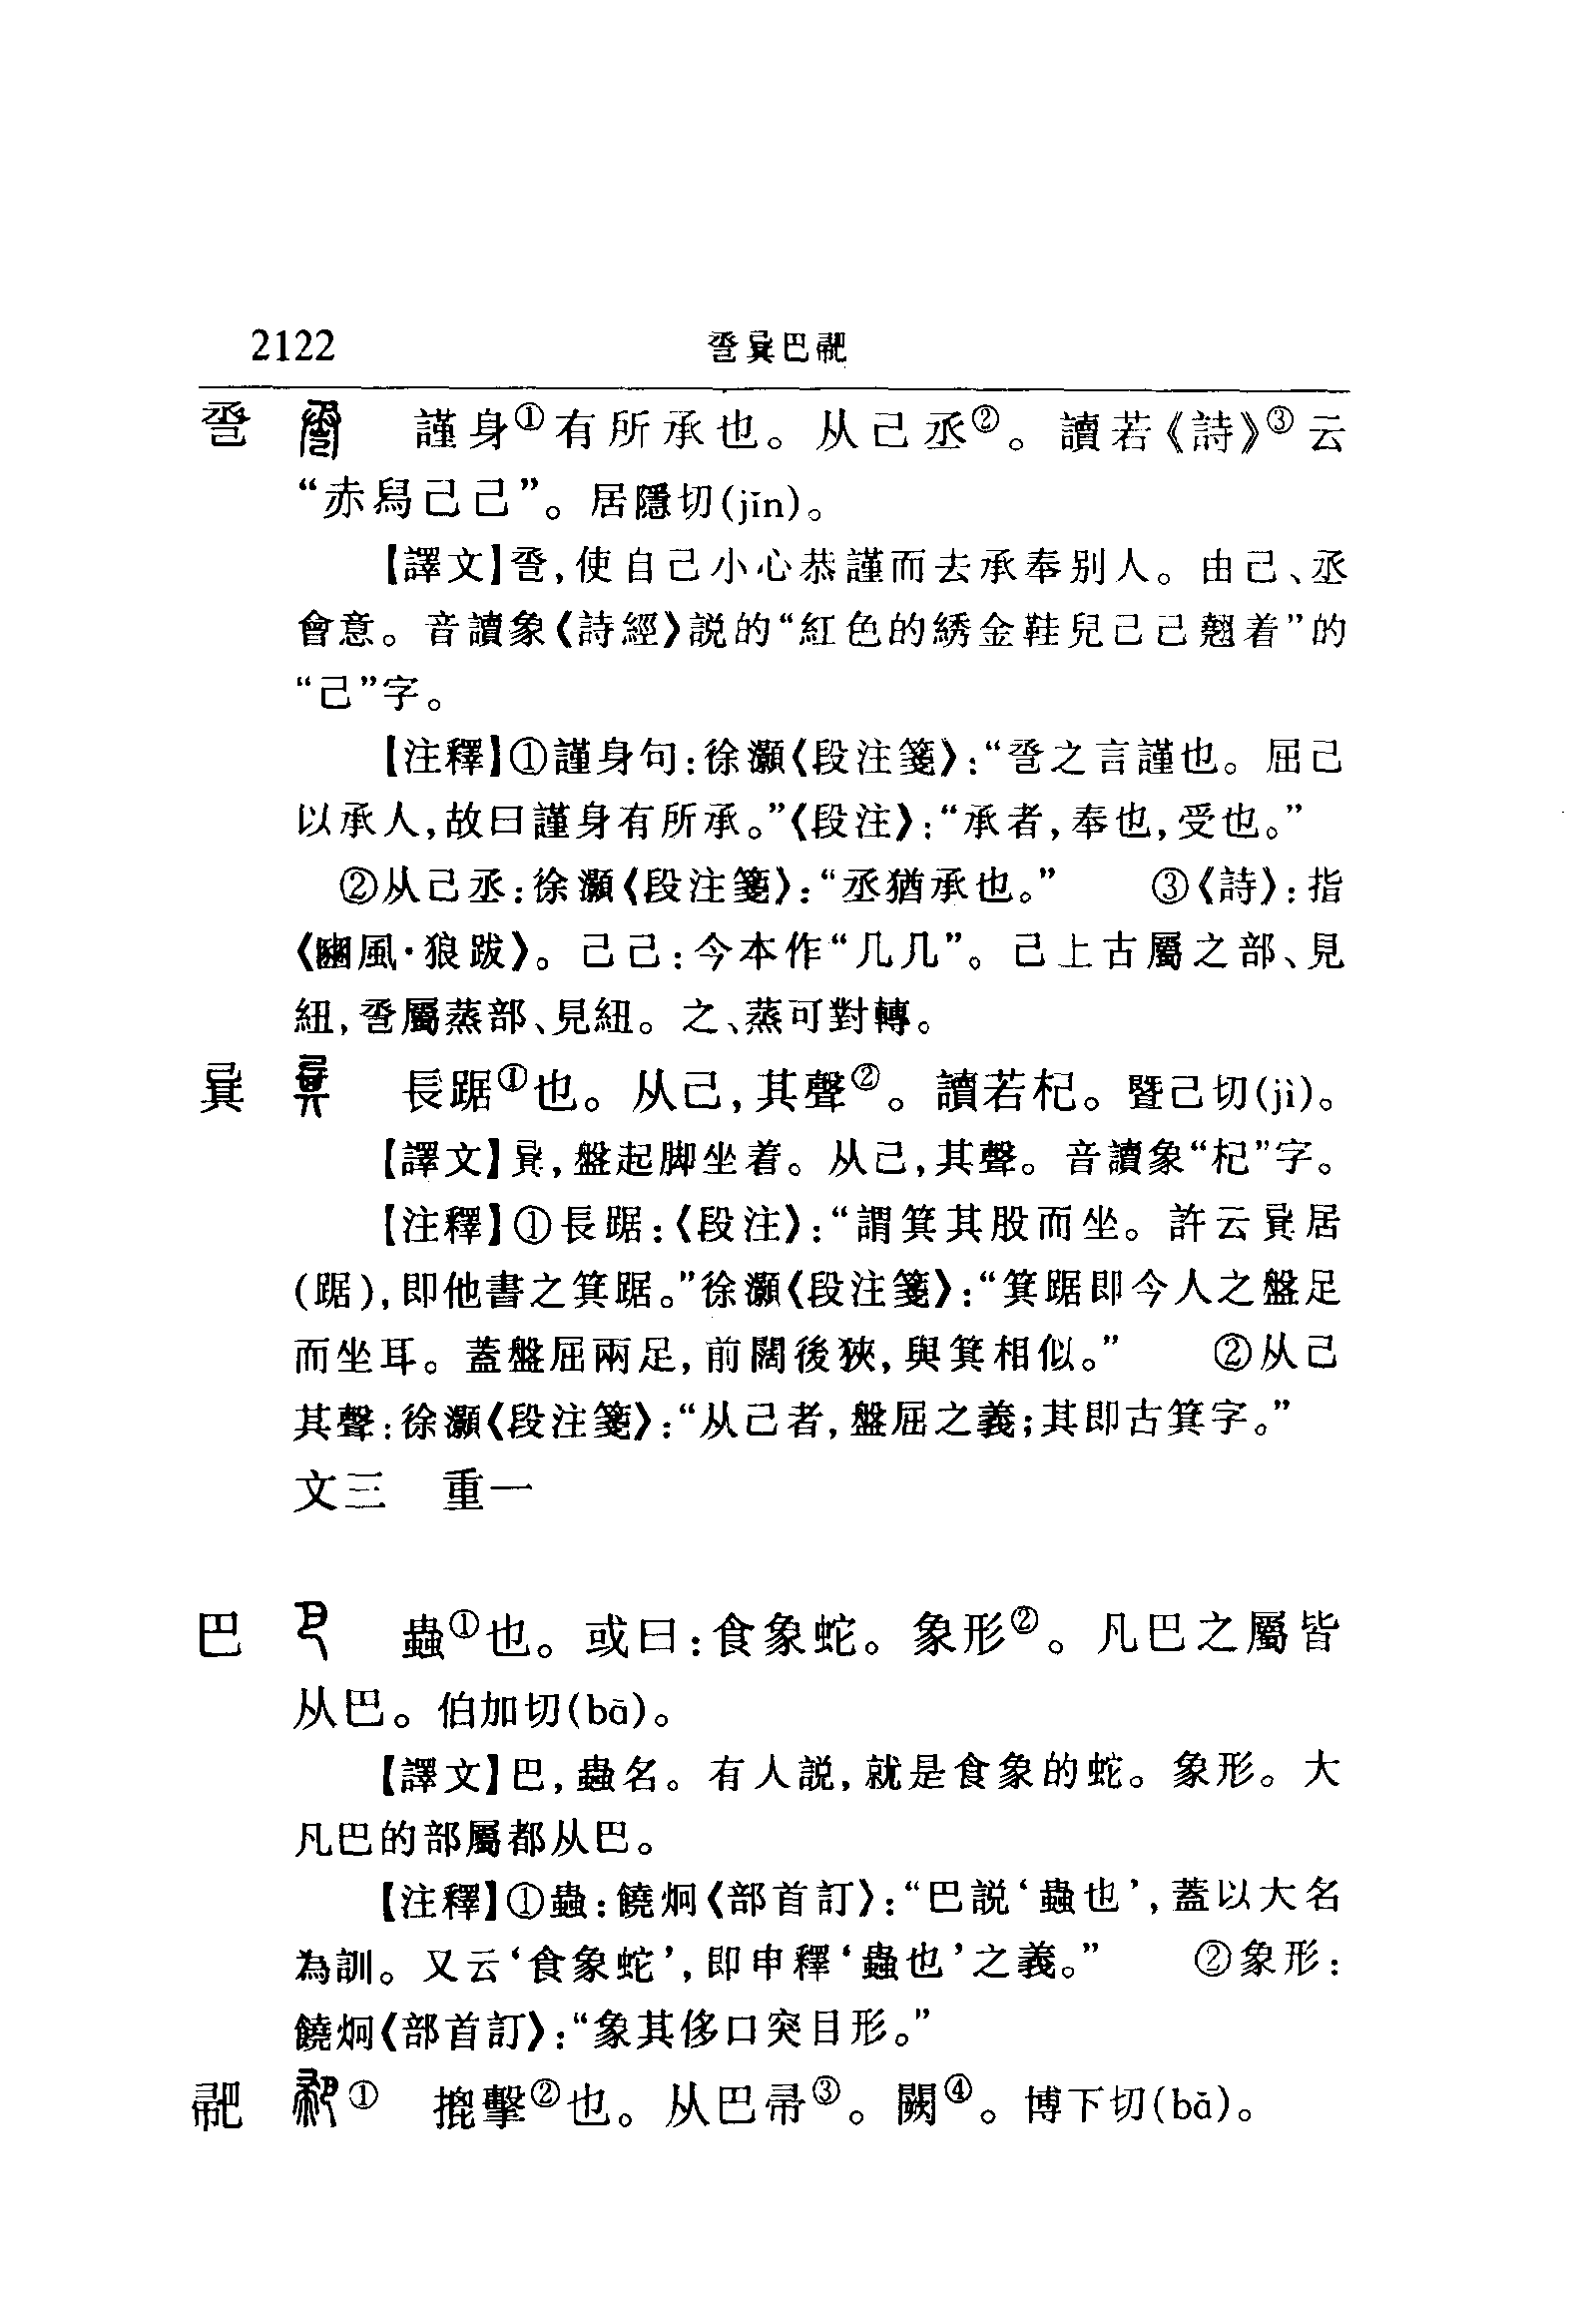 2122 巹㠱巴𢁺
巹 謹身①有所承也。从己丞②。讀若《詩》③云
“赤舄己己”。居隱切(jǐn)。
【譯文】巹,使自己小心恭謹而去承奉别人。由己、丞
會意。音讀象《詩經》説的“紅色的綉金鞋兒己己翹着”的
“己”字。
【注釋】①謹身句:徐灝《段注箋》:“巹之言謹也。屈己
以承人,故曰謹身有所承。”《段注》:“承者,奉也,受也。”
②从己丞:徐灝《段注箋》:“丞猶承也。” ③《詩》:指
《豳風·狼跋》。己己:今本作“几几”。己上古屬之部、見
紐,巹屬蒸部、見紐。之、蒸可對轉。
㠱 長踞①也。从己,其聲②。讀若杞。暨己切(jì)。
【譯文】㠱,盤起脚坐着。从己,其聲。音讀象“杞”字。
【注釋】①長踞:《段注》:“謂箕其股而坐。許云㠱居
(踞),即他書之箕踞。”徐灝《段注箋》:“箕踞即今人之盤足
而坐耳。蓋盤屈兩足,前闊後狹,與箕相似。” ②从己
其聲:徐灝《段注箋》:“从己者,盤屈之義;其即古箕字。”
文三 重一
巴 蟲①也。或曰:食象蛇。象形②。凡巴之屬皆
从巴。伯加切(bā)。
【譯文】巴,蟲名。有人説,就是食象的蛇。象形。大
凡巴的部屬都从巴。
【注釋】①蟲:饒炯《部首訂》:“巴説‘蟲也’,蓋以大名
為訓。又云‘食象蛇’,即申釋‘蟲也’之義。” ②象形:
饒炯《部首訂》:“象其侈口突目形。”
𢁺 ① 搃擊②也。从巴帚③。闕④。博下切(bǎ)。